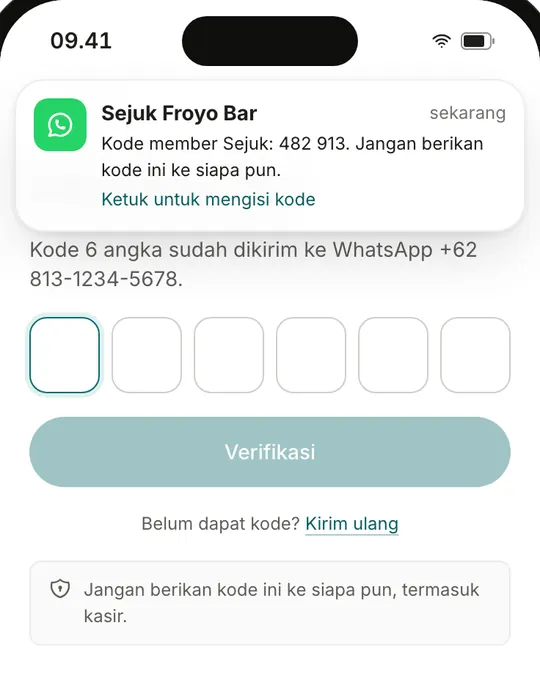 09.41
Sejuk Froyo Bar
sekarang
Kode member Sejuk: 482 913. Jangan berikan
kode ini ke siapa pun.
Ketuk untuk mengisi kode
Kode 6 angka sudah dikirim ke WhatsApp +62
813-1234-5678.
Verifikasi
Belum dapat kode? Kirim ulang
Jangan berikan kode ini ke siapa pun, termasuk
kasir.